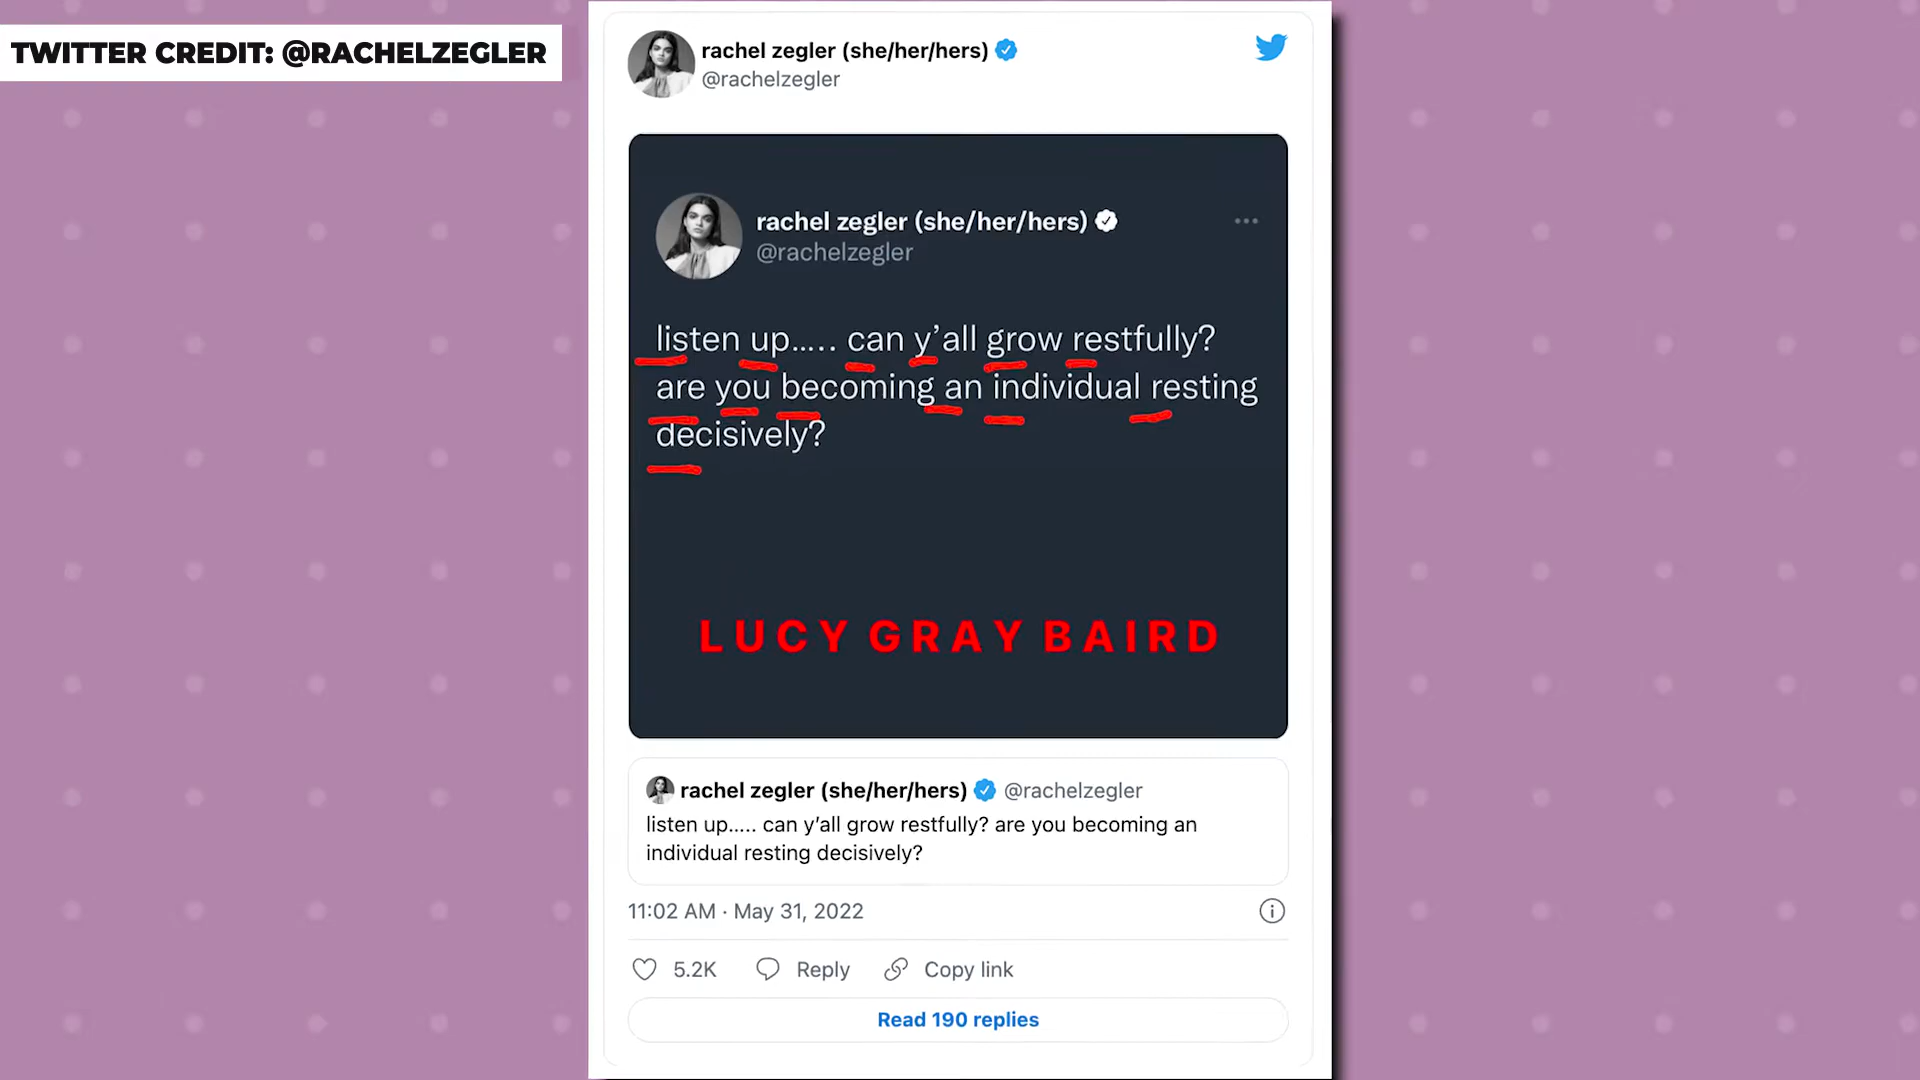 TWITTER CREDIT: @RACHELZEGLER
rachel zegler (she/her/hers)
@rachelzegler
rachel zegler (she/her/hers)
@rachelzegler
listen up..... can y’all grow restfully?
are you becoming an individual resting
decisively?
LUCY GRAY BAIRD
rachel zegler (she/her/hers) @rachelzegler
listen up..... can y’all grow restfully? are you becoming an
individual resting decisively?
11:02 AM · May 31, 2022
5.2K Reply Copy link
Read 190 replies